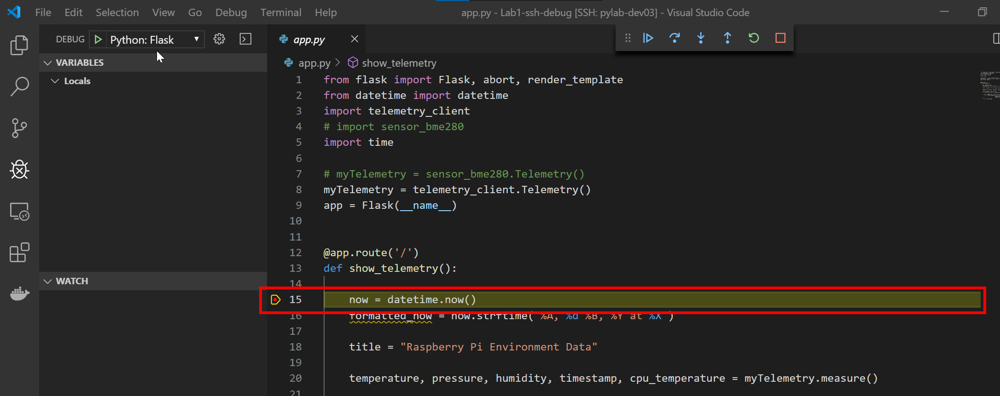 File Edit Selection View Go Debug Terminal Help app.py - Lab1-ssh-debug [SSH: pylab-dev03] - Visual Studio Code
DEBUG Python: Flask
VARIABLES
Locals
WATCH
app.py
app.py > show_telemetry
1 from flask import Flask, abort, render_template
2 from datetime import datetime
3 import telemetry_client
4 # import sensor_bme280
5 import time
6
7 # myTelemetry = sensor_bme280.Telemetry()
8 myTelemetry = telemetry_client.Telemetry()
9 app = Flask(__name__)
10
11
12 @app.route('/')
13 def show_telemetry():
14
15 now = datetime.now()
16 formatted_now = now.strftime( %A, %d %B, %Y at %X )
17
18 title = "Raspberry Pi Environment Data"
19
20 temperature, pressure, humidity, timestamp, cpu_temperature = myTelemetry.measure()
21